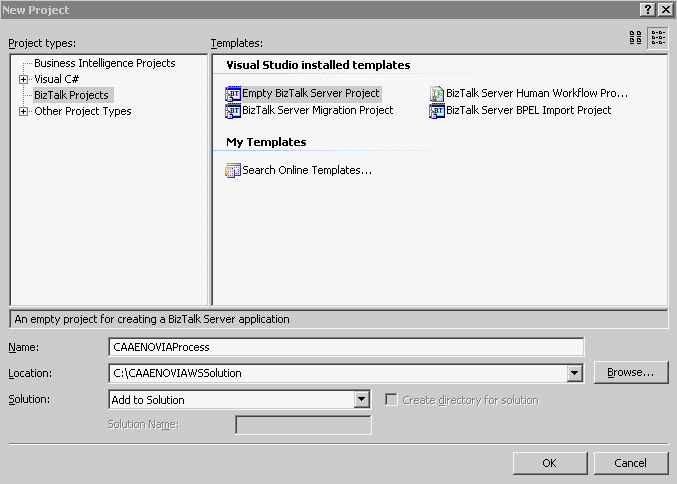 New Project
Project types:
Templates:
Business Intelligence Projects
Visual C#
BizTalk Projects
Other Project Types
Visual Studio installed templates
Empty BizTalk Server Project
BizTalk Server Human Workflow Pro...
BizTalk Server Migration Project
BizTalk Server BPEL Import Project
My Templates
Search Online Templates...
An empty project for creating a BizTalk Server application
Name:
CAAENOVIAProcess
Location:
C:\CAAENOVIAWSSolution
Browse...
Solution:
Add to Solution
Create directory for solution
Solution Name:
OK
Cancel